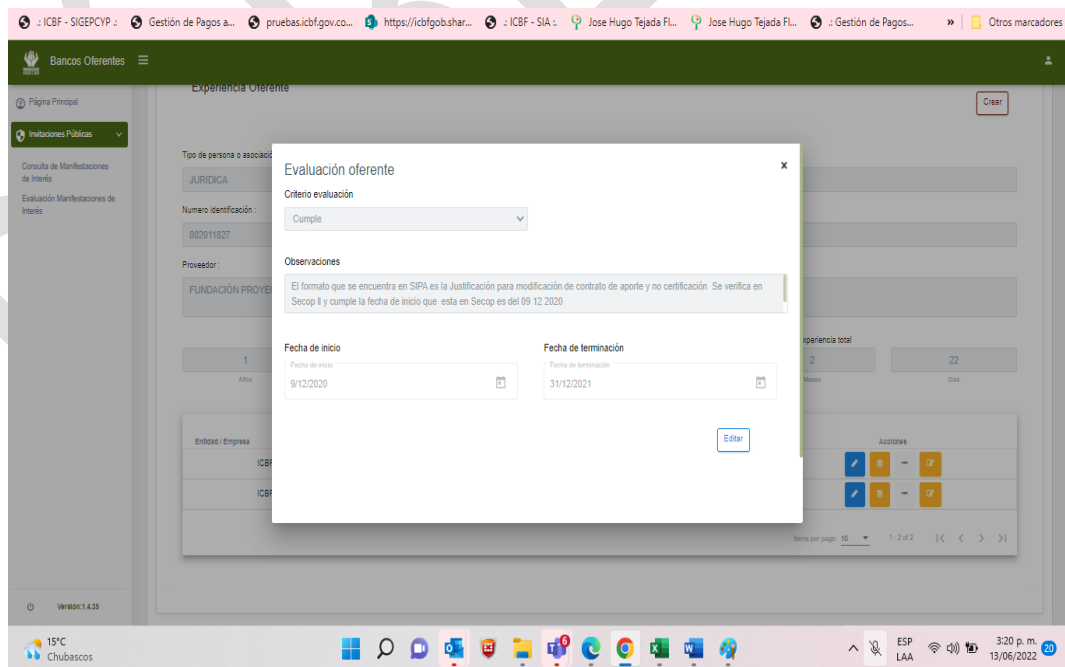 .: ICBF - SIGEPCYP .:
Gestión de Pagos a...
pruebas.icbf.gov.co...
https://icbfgob.shar...
.: ICBF - SIA :.
Jose Hugo Tejada Fl...
Jose Hugo Tejada Fl...
.: Gestión de Pagos...
»
Otros marcadores
Bancos Oferentes
Experiencia Oferente
Página Principal
Crear
Invitaciones Públicas
Consulta de Manifestaciones
de Interés
Evaluación Manifestaciones de
Interés
Tipo de persona o asociació
JURIDICA
Numero identificación :
802011827
Proveedor :
FUNDACIÓN PROYE
Evaluación oferente
x
Criterio evaluación
Cumple
Observaciones
El formato que se encuentra en SIPA es la Justificación para modificación de contrato de aporte y no certificación Se verifica en
Secop II y cumple la fecha de inicio que esta en Secop es del 09 12 2020
Fecha de inicio
Fecha de terminación
Fecha de inicio
9/12/2020
Fecha de terminación
31/12/2021
Editar
xperiencia total
1
2
22
Años
Meses
Días
Entidad / Empresa
Acciones
ICBF
ICBF
Items per page: 10
1 - 2 of 2
Versión:1.4.35
15°C
Chubascos
6
ESP
LAA
3:20 p. m.
13/06/2022
20